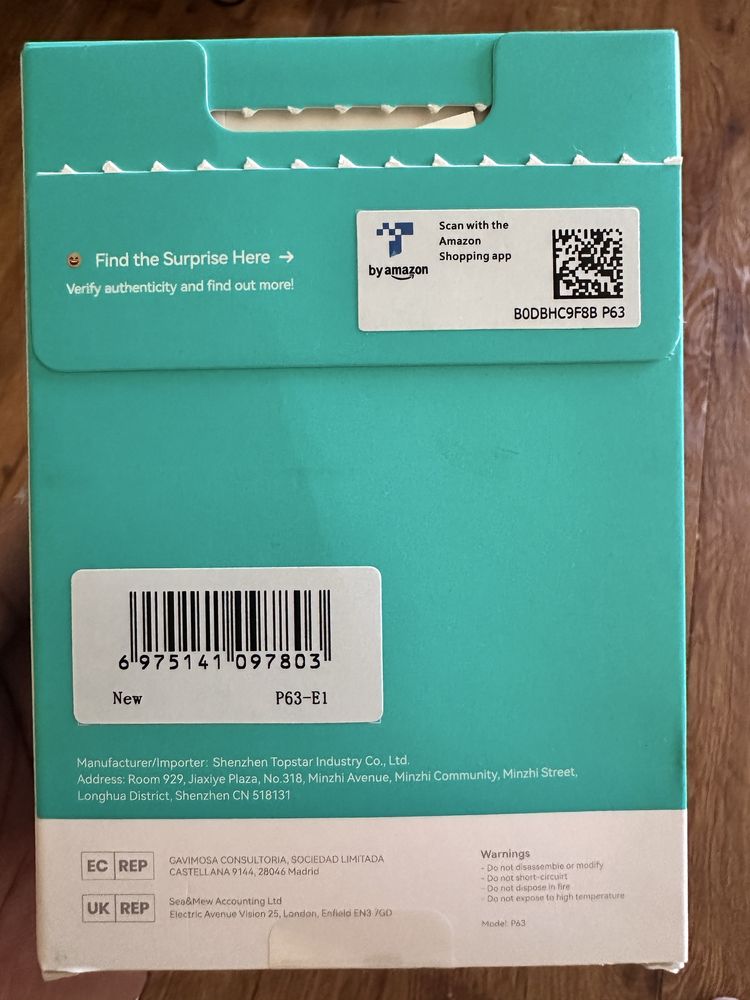 Find the Surprise Here →
Verify authenticity and find out more!
by amazon
Scan with the
Amazon
Shopping app
B0DBHC9F8B P63
6 975141 097803
New P63-E1
Manufacturer/Importer: Shenzhen Topstar Industry Co., Ltd.
Address: Room 929, Jiaxiye Plaza, No.318, Minzhi Avenue, Minzhi Community, Minzhi Street,
Longhua District, Shenzhen CN 518131
EC REP
GAVIMOSA CONSULTORIA, SOCIEDAD LIMITADA
CASTELLANA 9144, 28046 Madrid
UK REP
Sea&Mew Accounting Ltd
Electric Avenue Vision 25, London, Enfield EN3 7GD
Warnings
- Do not disassemble or modify
- Do not short-circuirt
- Do not dispose in fire
- Do not expose to high temperature
Model: P63